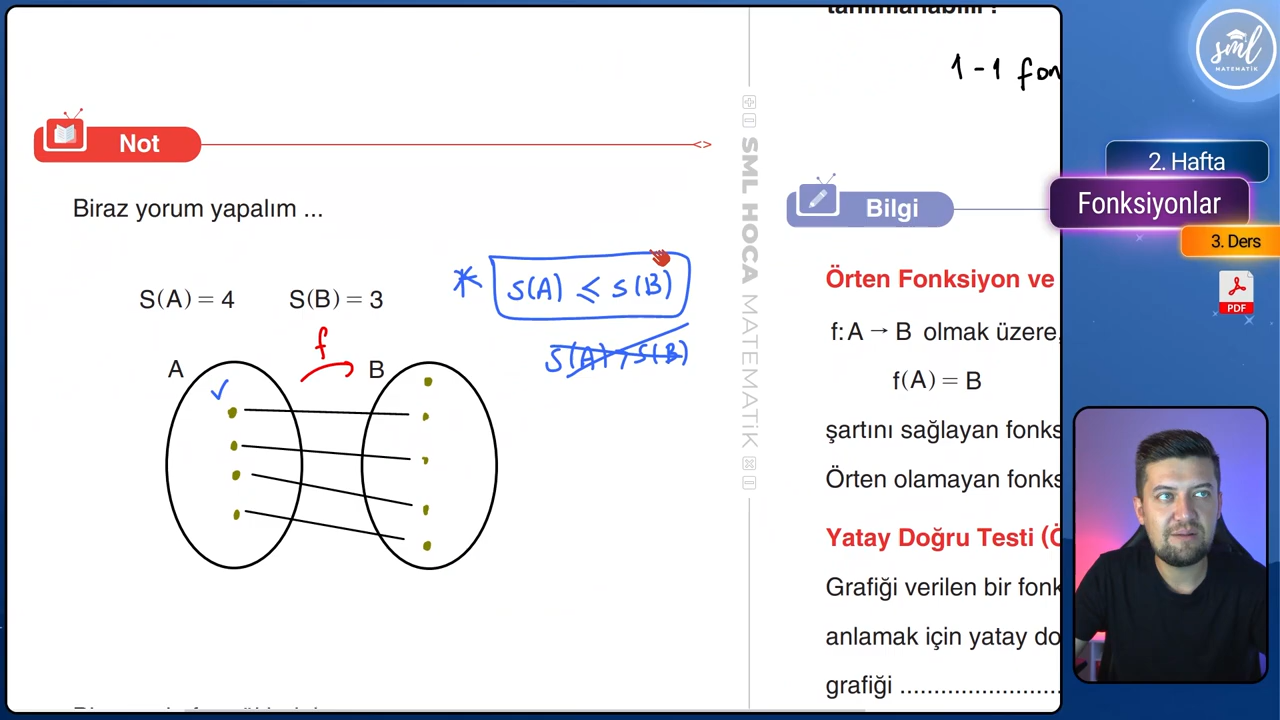 tanımlanabilir?
1-1 fon
sml
MATEMATİK
2. Hafta
Fonksiyonlar
3. Ders
PDF
Not
Biraz yorum yapalım ...
S(A) = 4 S(B) = 3
* S(A) ≤ S(B)
S(A) > S(B)
f
A
B
SML HOCA MATEMATİK
Bilgi
Örten Fonksiyon ve
f: A → B olmak üzere,
f(A) = B
şartını sağlayan fonks
Örten olamayan fonks
Yatay Doğru Testi (Ö
Grafiği verilen bir fonk
anlamak için yatay do
grafiği ........................